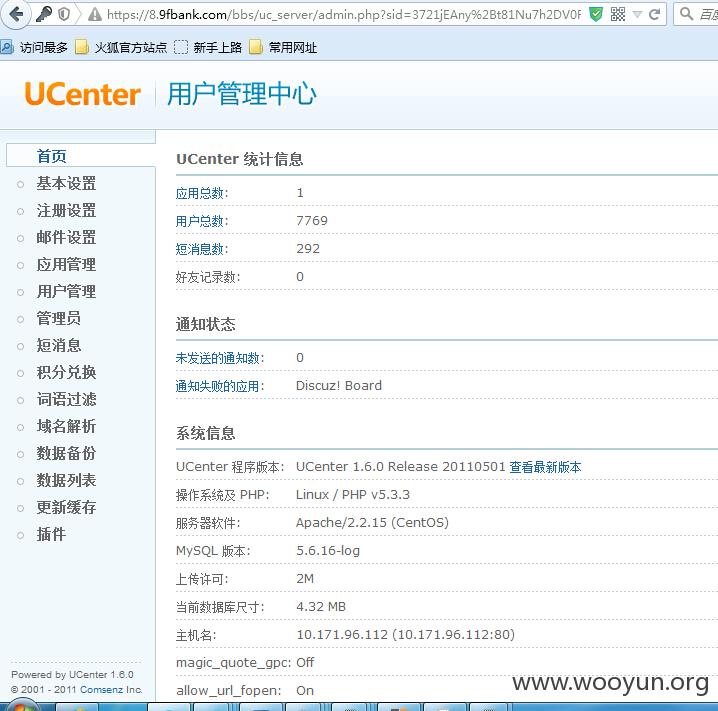 https://8.9fbank.com/bbs/uc_server/admin.php?sid=3721jEAny%2Bt81Nu7h2DV0F
百度
访问最多 火狐官方站点 新手上路 常用网址
UCenter 用户管理中心
首页
基本设置
注册设置
邮件设置
应用管理
用户管理
管理员
短消息
积分兑换
词语过滤
域名解析
数据备份
数据列表
更新缓存
插件
Powered by UCenter 1.6.0
© 2001 - 2011 Comsenz Inc.
UCenter 统计信息
应用总数: 1
用户总数: 7769
短消息数: 292
好友记录数: 0
通知状态
未发送的通知数: 0
通知失败的应用: Discuz! Board
系统信息
UCenter 程序版本: UCenter 1.6.0 Release 20110501 查看最新版本
操作系统及 PHP: Linux / PHP v5.3.3
服务器软件: Apache/2.2.15 (CentOS)
MySQL 版本: 5.6.16-log
上传许可: 2M
当前数据库尺寸: 4.32 MB
主机名: 10.171.96.112 (10.171.96.112:80)
magic_quote_gpc: Off
allow_url_fopen: On
www.wooyun.org